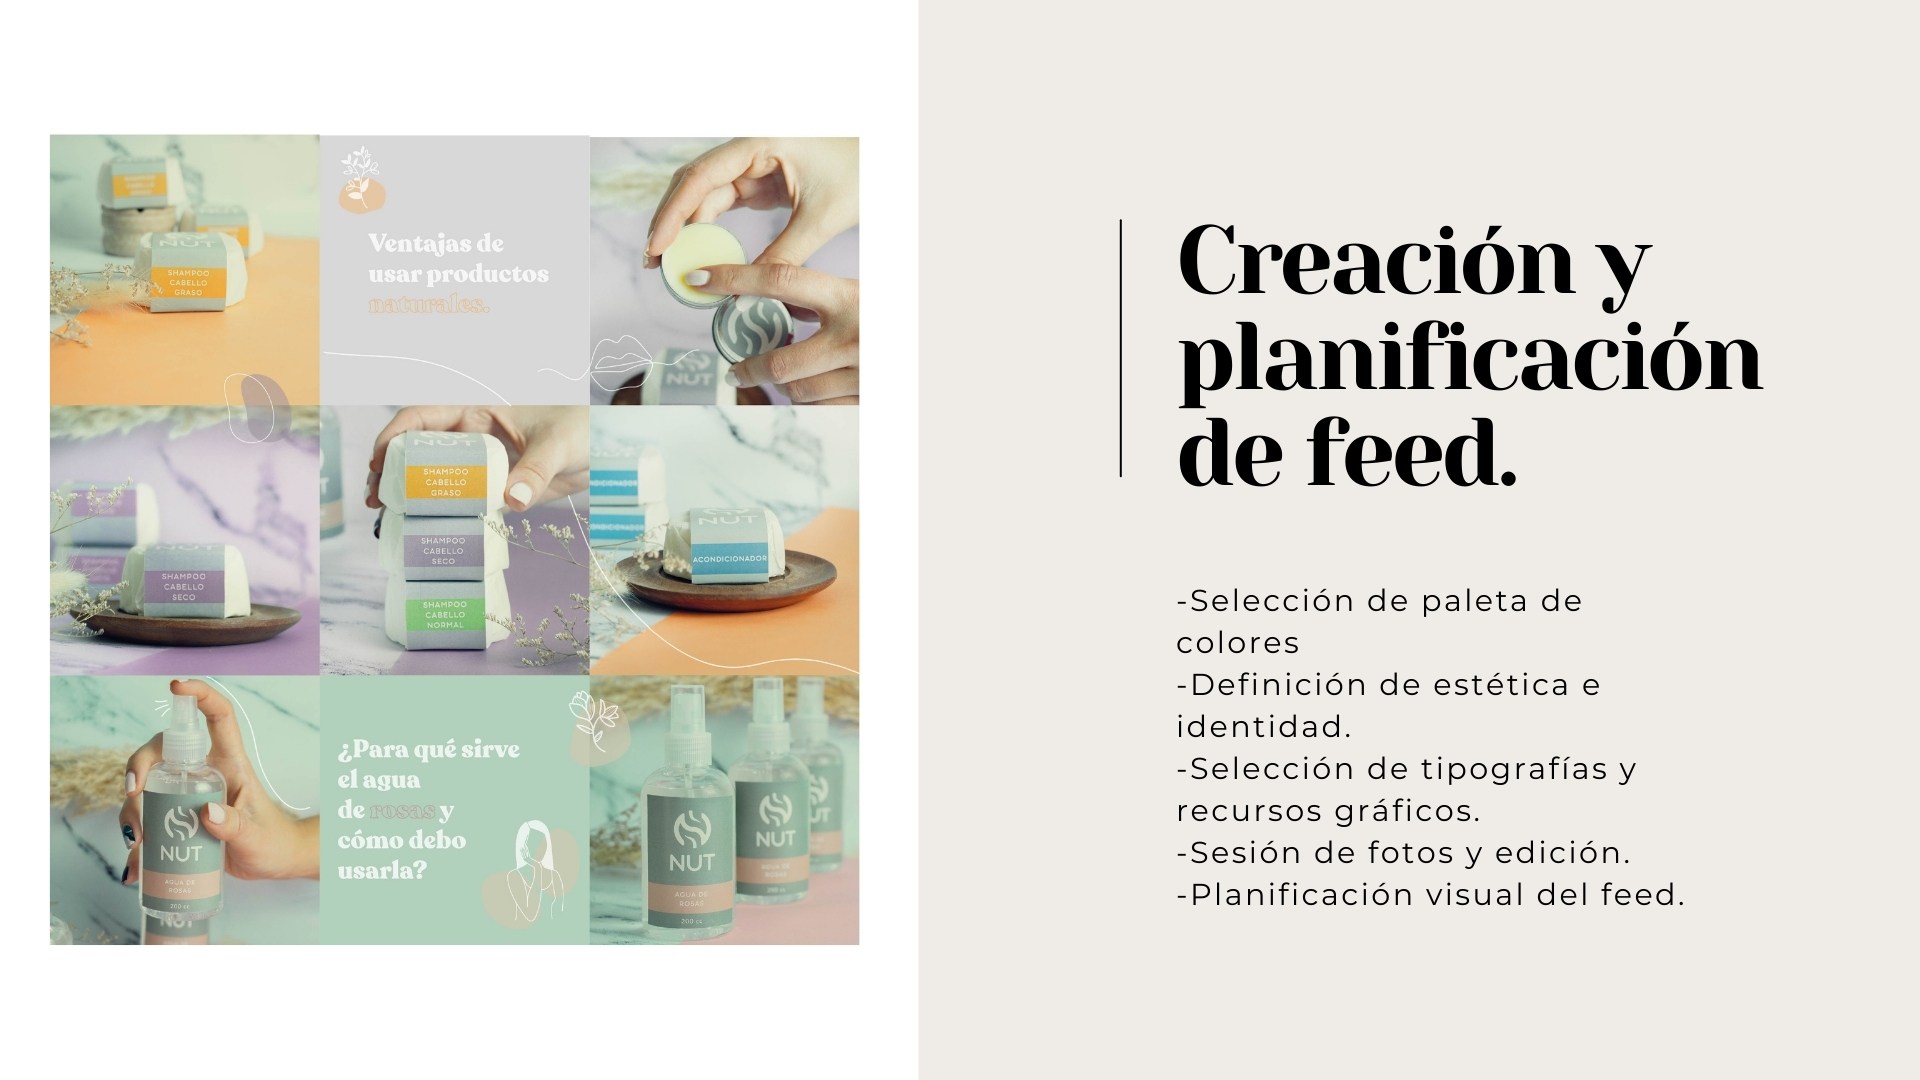 NUT
SHAMPOO
CABELLO
GRASO
Ventajas de
usar productos
naturales.
NUT
NUT
SHAMPOO
CABELLO
SECO
NUT
SHAMPOO
CABELLO
GRASO
SHAMPOO
CABELLO
SECO
SHAMPOO
CABELLO
NORMAL
NUT
ACONDICIONADOR
NUT
AGUA DE
ROSAS
200 cc
NUT
¿Para qué sirve
el agua
de rosas y
cómo debo
usarla?
NUT
AGUA DE
ROSAS
200 cc
NUT
AGUA DE
ROSAS
200 cc
NUT
Creación y
planificación
de feed.
-Selección de paleta de
colores
-Definición de estética e
identidad.
-Selección de tipografías y
recursos gráficos.
-Sesión de fotos y edición.
-Planificación visual del feed.